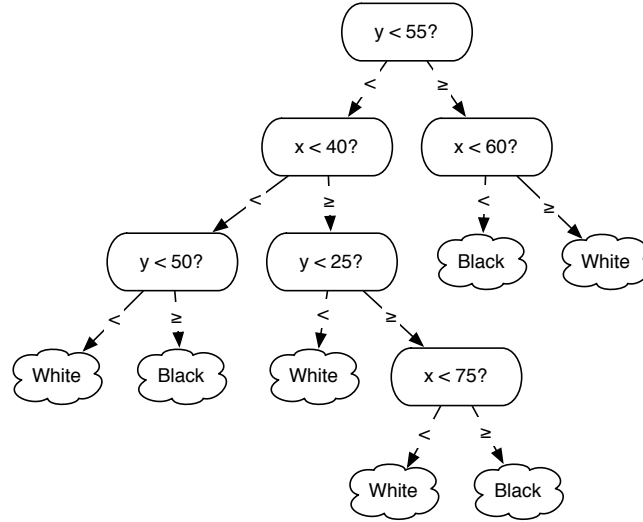 y < 55?
<
≥
x < 40?
x < 60?
<
≥
<
≥
y < 50?
y < 25?
Black
White
<
≥
<
≥
White
Black
White
x < 75?
<
≥
White
Black